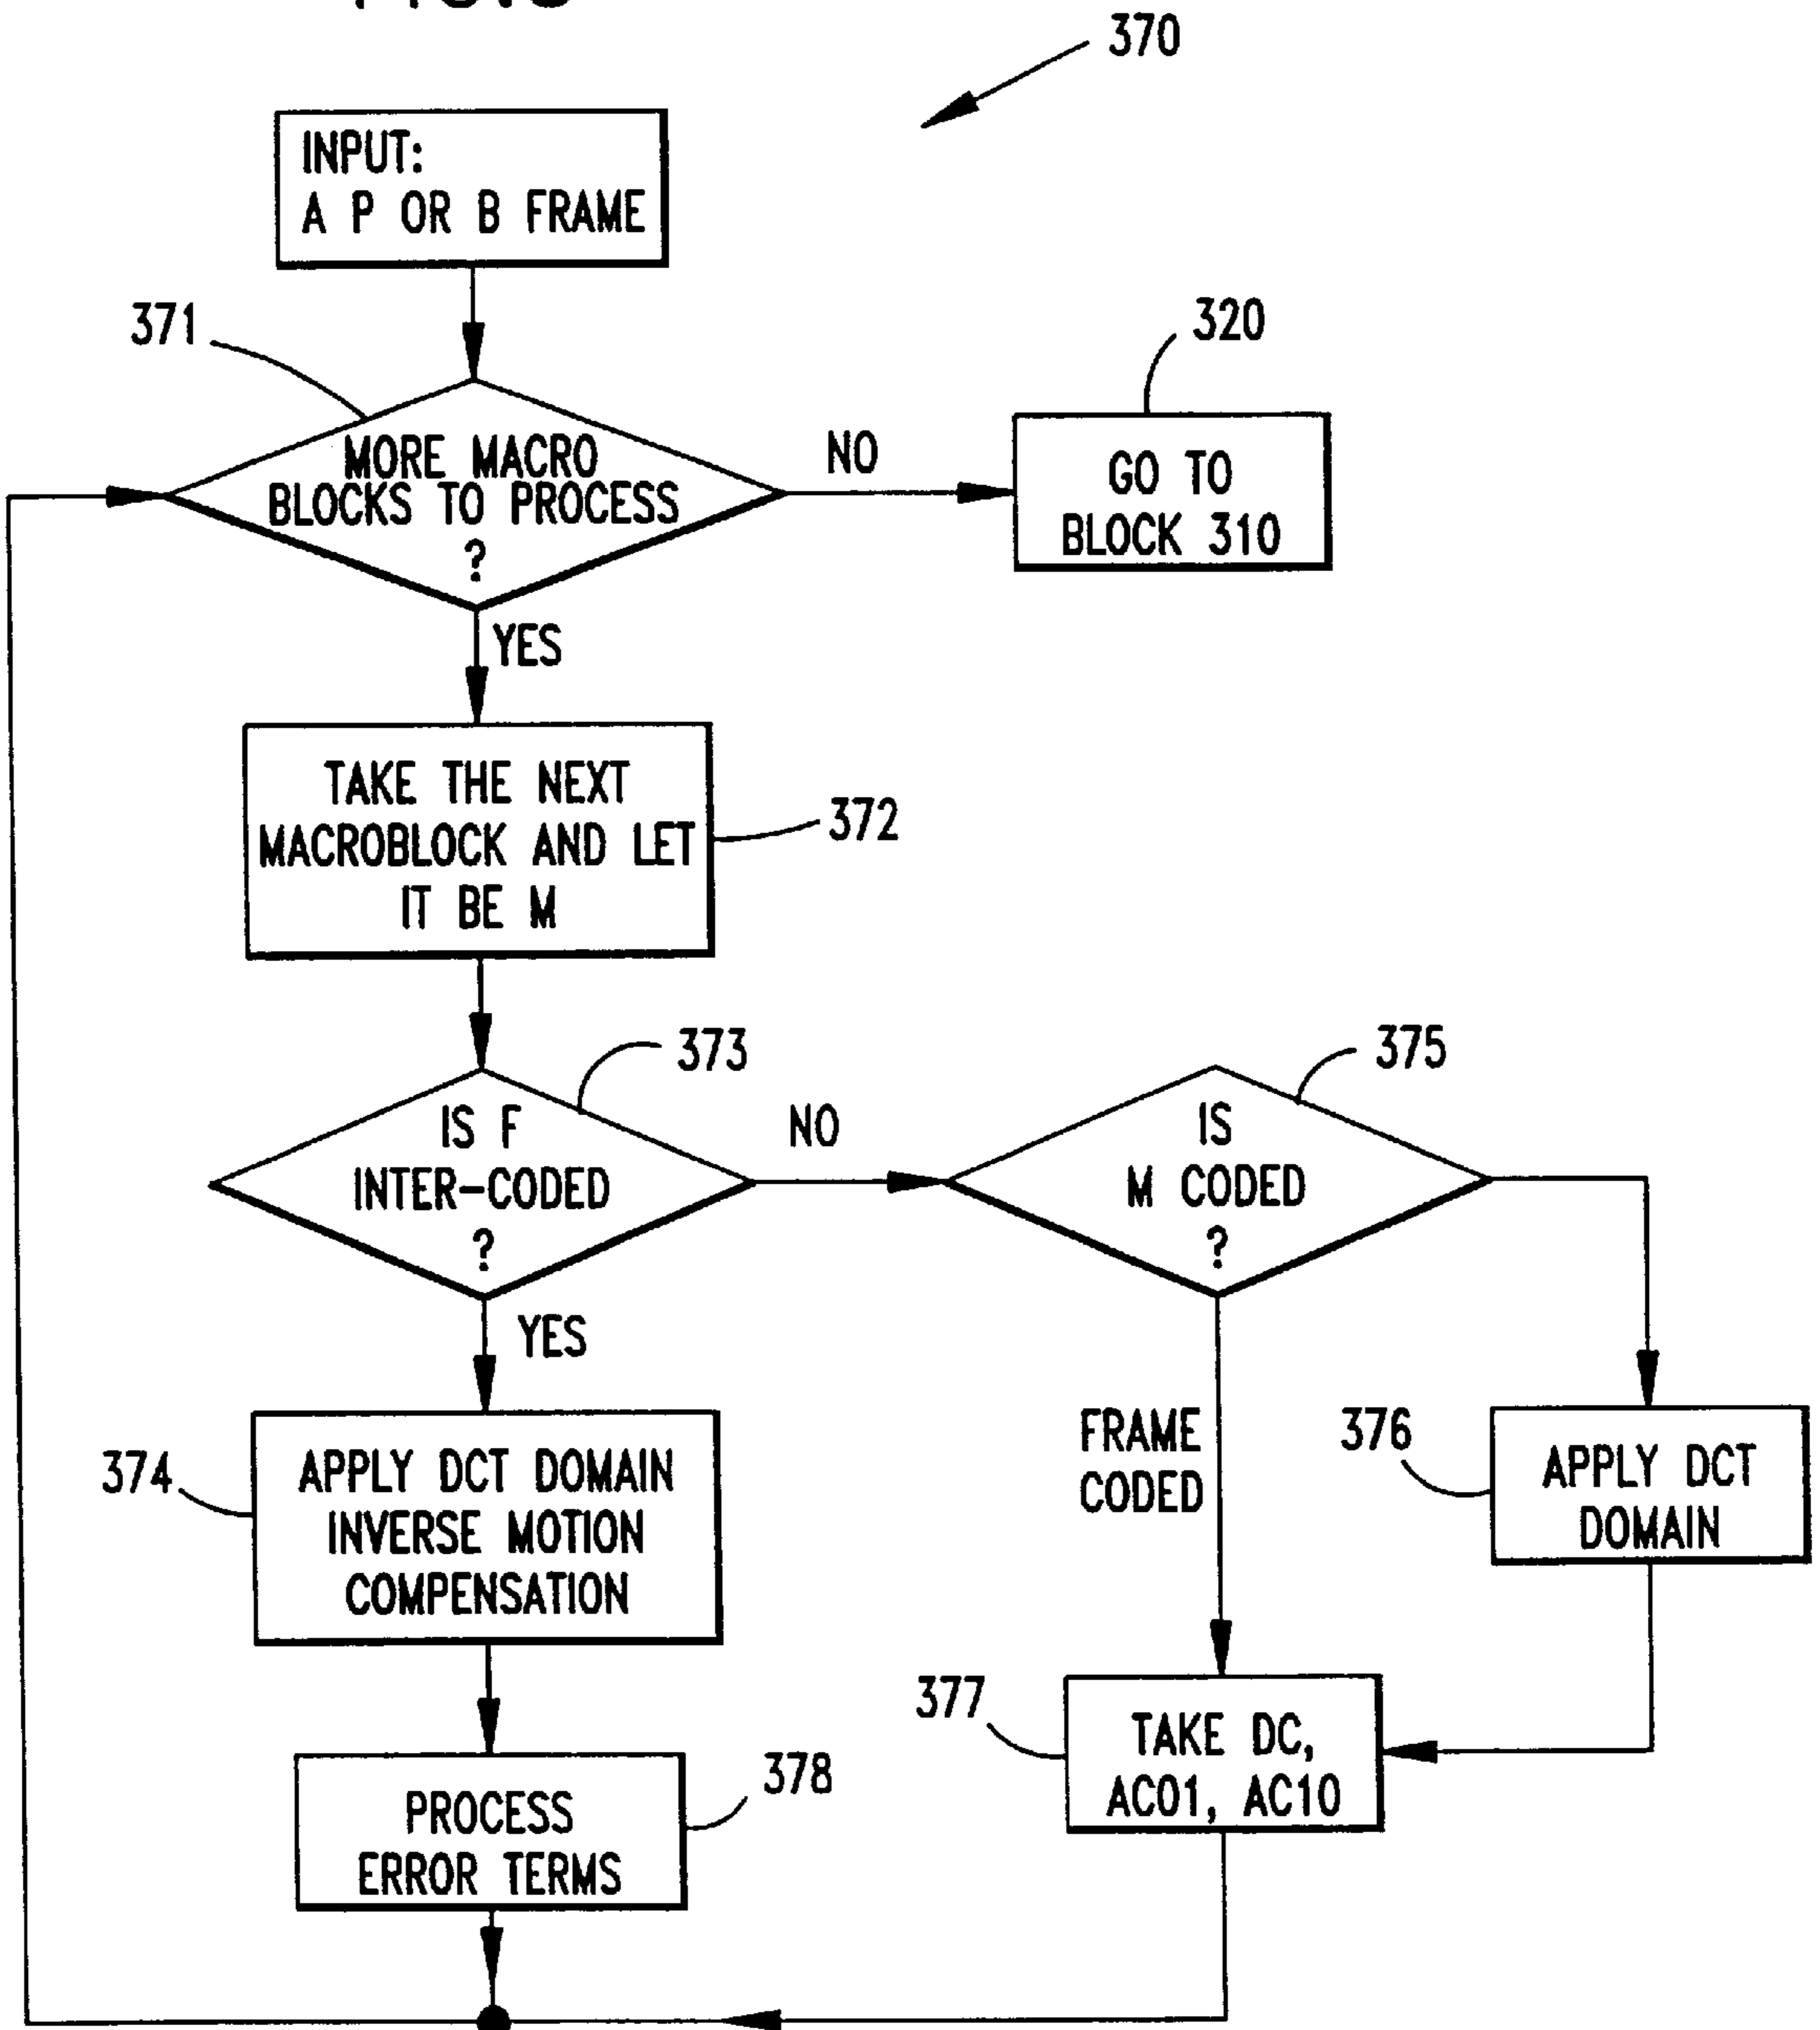 370
INPUT:
A P OR B FRAME
371
320
MORE MACRO
BLOCKS TO PROCESS
?
NO
GO TO
BLOCK 310
YES
TAKE THE NEXT
MACROBLOCK AND LET
IT BE M
372
373
375
IS F
INTER-CODED
?
NO
IS
M CODED
?
YES
FRAME
CODED
374
APPLY DCT DOMAIN
INVERSE MOTION
COMPENSATION
376
APPLY DCT
DOMAIN
377
TAKE DC,
AC01, AC10
378
PROCESS
ERROR TERMS